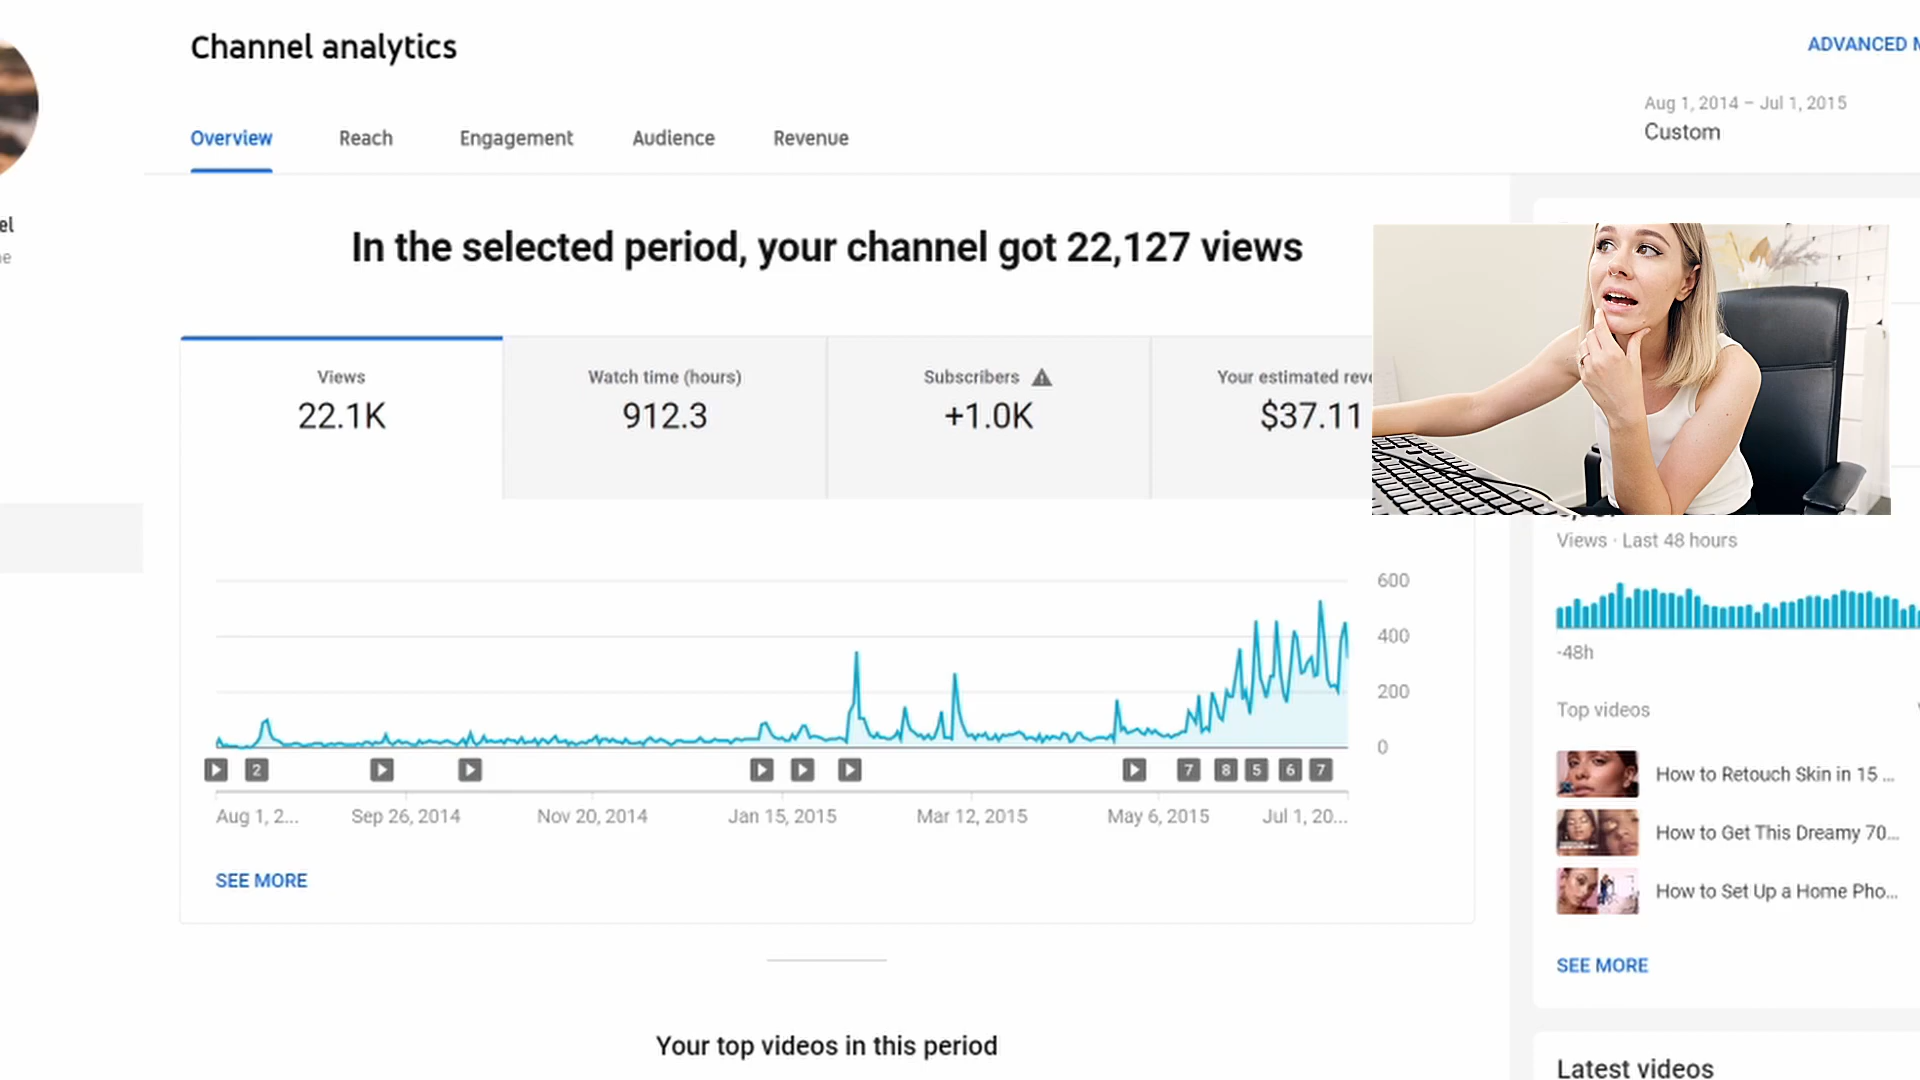 Channel analytics
ADVANCED
Aug 1, 2014 – Jul 1, 2015
Custom
Overview
Reach
Engagement
Audience
Revenue
el
e
In the selected period, your channel got 22,127 views
Views
22.1K
Watch time (hours)
912.3
Subscribers
+1.0K
Your estimated reve
$37.11
600
400
200
0
2
7
8
5
6
7
Aug 1, 2...
Sep 26, 2014
Nov 20, 2014
Jan 15, 2015
Mar 12, 2015
May 6, 2015
Jul 1, 20...
SEE MORE
Your top videos in this period
Views · Last 48 hours
-48h
Top videos
How to Retouch Skin in 15 ...
How to Get This Dreamy 70...
How to Set Up a Home Pho...
SEE MORE
Latest videos